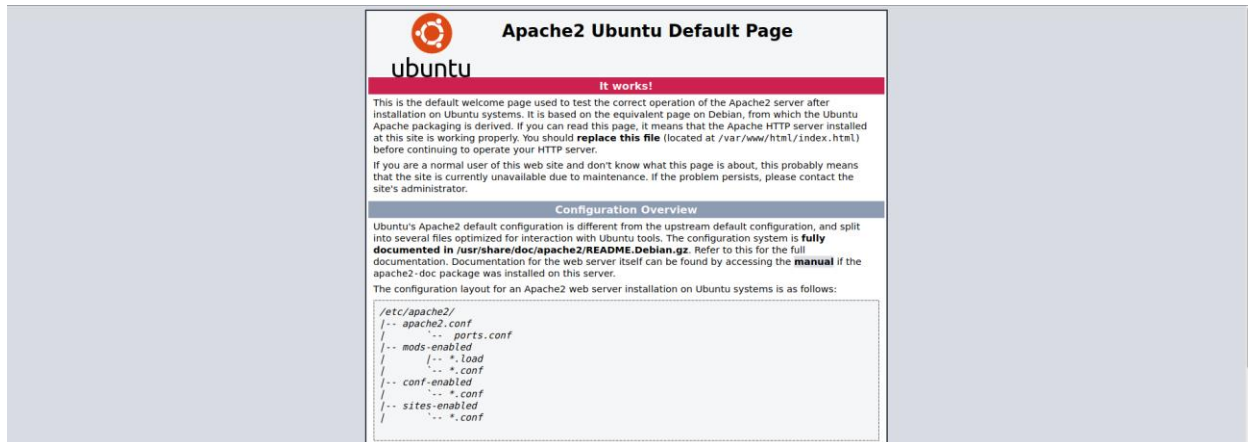 Apache2 Ubuntu Default Page
ubuntu
It works!
This is the default welcome page used to test the correct operation of the Apache2 server after
installation on Ubuntu systems. It is based on the equivalent page on Debian, from which the Ubuntu
Apache packaging is derived. If you can read this page, it means that the Apache HTTP server installed
at this site is working properly. You should replace this file (located at /var/www/html/index.html)
before continuing to operate your HTTP server.
If you are a normal user of this web site and don't know what this page is about, this probably means
that the site is currently unavailable due to maintenance. If the problem persists, please contact the
site's administrator.
Configuration Overview
Ubuntu's Apache2 default configuration is different from the upstream default configuration, and split
into several files optimized for interaction with Ubuntu tools. The configuration system is fully
documented in /usr/share/doc/apache2/README.Debian.gz. Refer to this for the full
documentation. Documentation for the web server itself can be found by accessing the manual if the
apache2-doc package was installed on this server.
The configuration layout for an Apache2 web server installation on Ubuntu systems is as follows:
/etc/apache2/
|-- apache2.conf
|       `--  ports.conf
|-- mods-enabled
|       |-- *.load
|       `-- *.conf
|-- conf-enabled
|       `-- *.conf
|-- sites-enabled
|       `-- *.conf